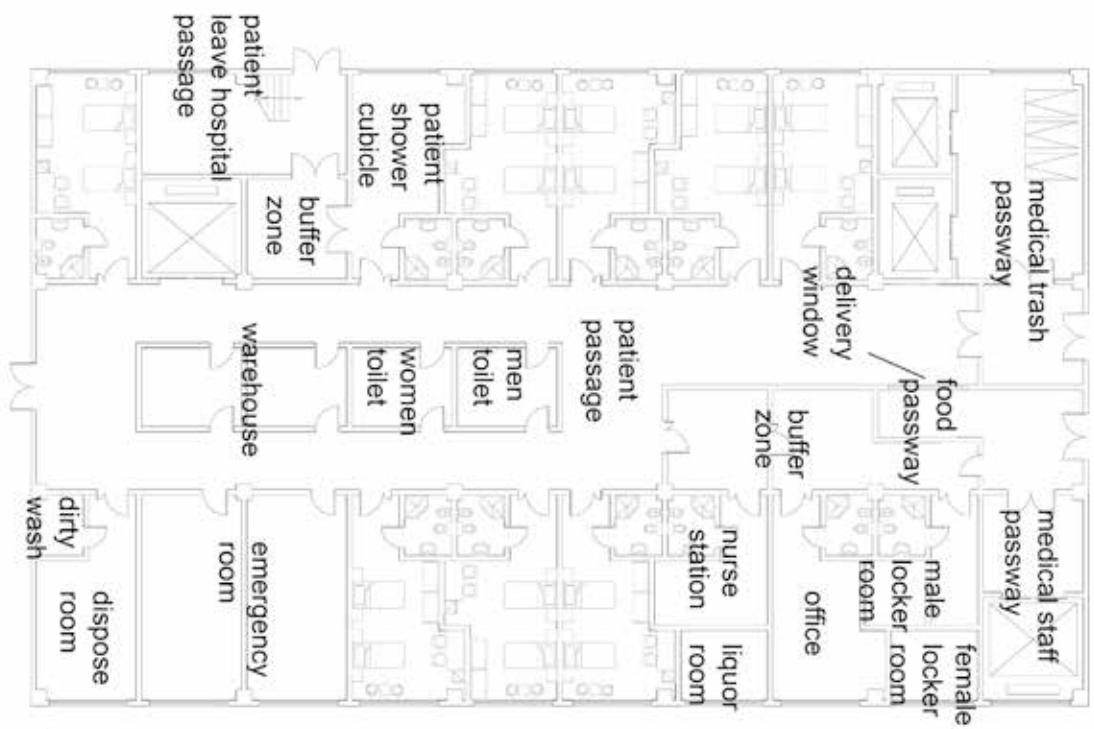 medical trash
passway
medical staff
passway
food
passway
delivery
window
female
locker
room
male
locker
room
office
buffer
zone
nurse
station
liquor
room
patient
passage
men
toilet
women
toilet
warehouse
patient
shower
cubicle
buffer
zone
patient
leave hospital
passage
emergency
room
dispose
room
dirty
wash